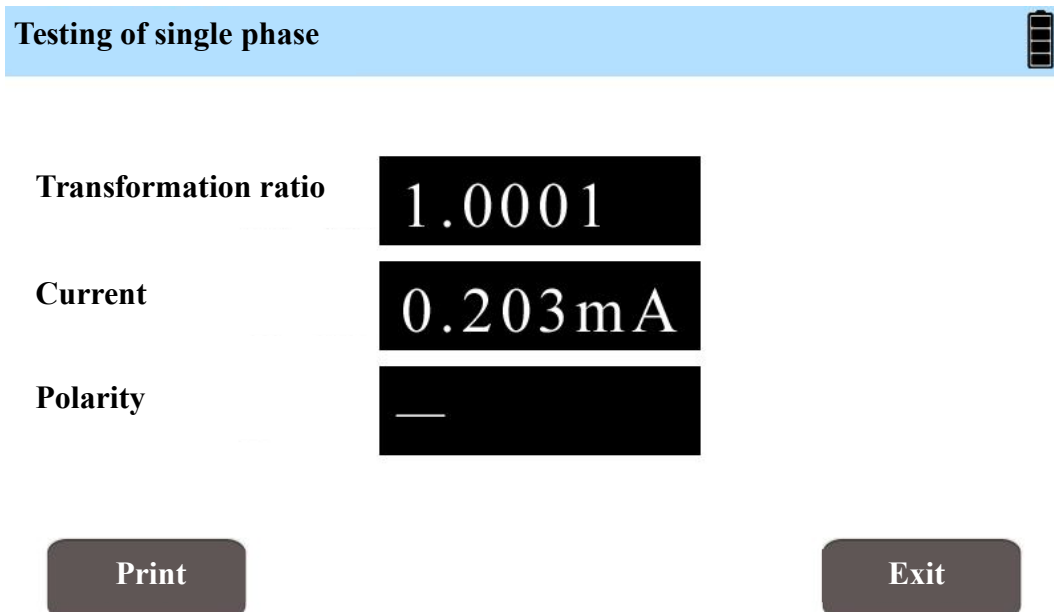 Testing of single phase
Transformation ratio 1.0001
Current 0.203mA
Polarity —
Print Exit